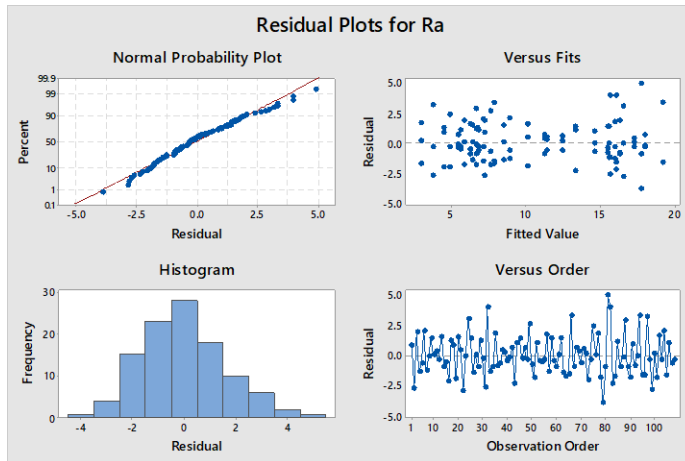 Residual Plots for Ra
Normal Probability Plot
99.9
99
90
50
10
1
0.1
Percent
-5.0 -2.5 0.0 2.5 5.0
Residual
Versus Fits
5.0
2.5
0.0
-2.5
-5.0
Residual
5 10 15 20
Fitted Value
Histogram
30
20
10
0
Frequency
-4 -2 0 2 4
Residual
Versus Order
5.0
2.5
0.0
-2.5
-5.0
Residual
1 10 20 30 40 50 60 70 80 90 100
Observation Order